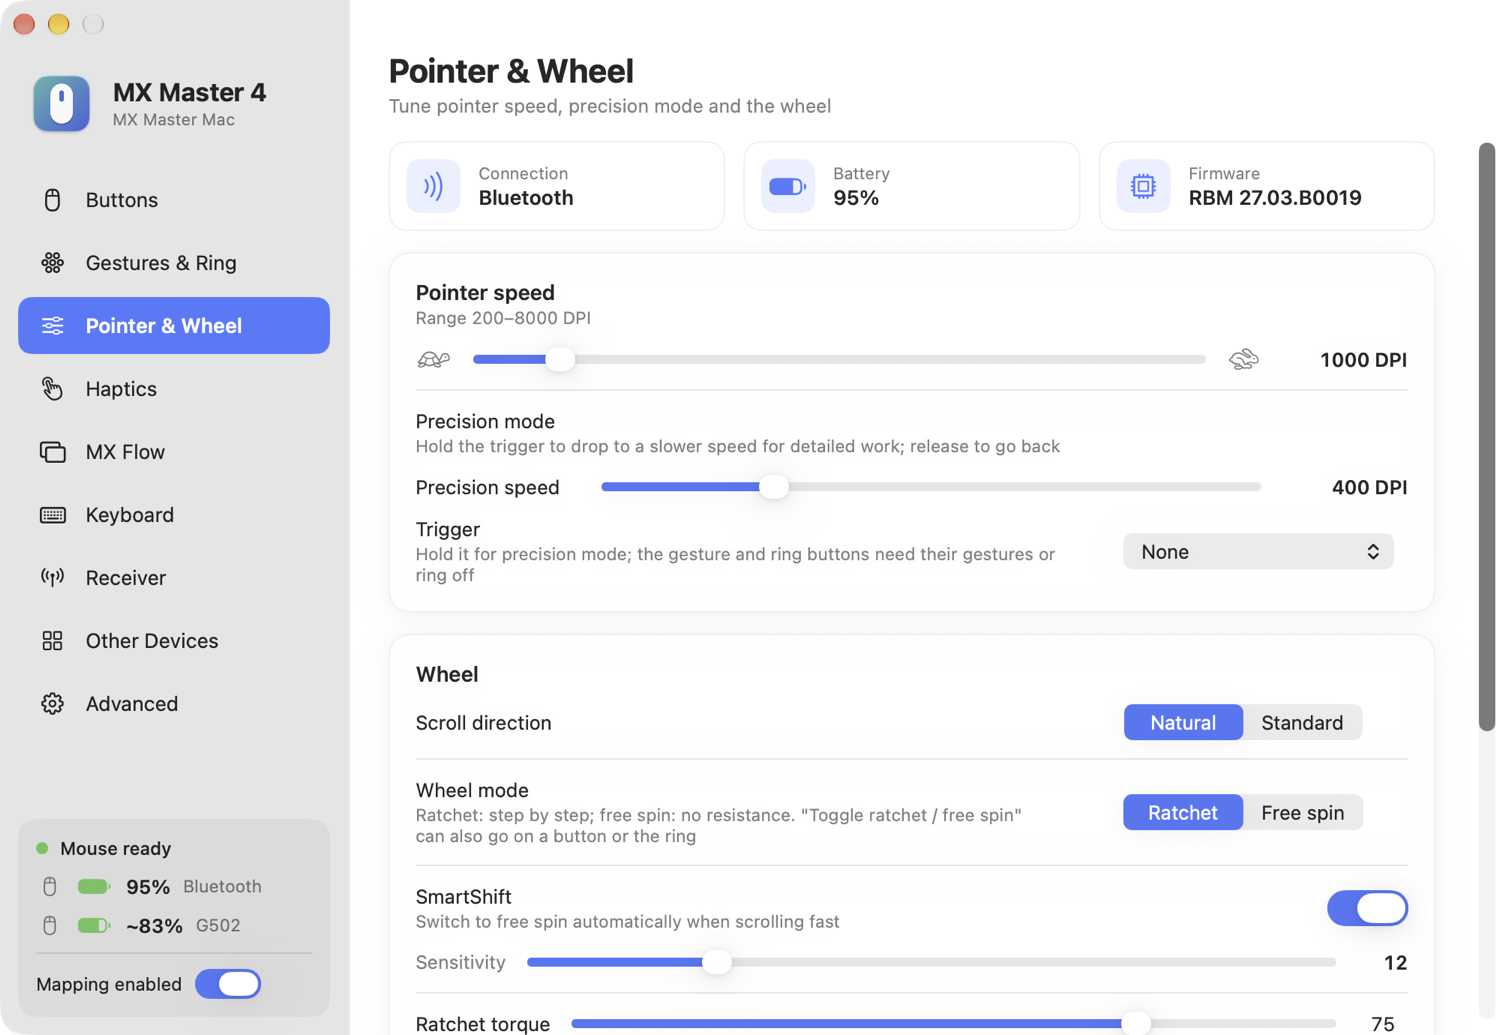 MX Master 4
MX Master Mac
Buttons
Gestures & Ring
Pointer & Wheel
Haptics
MX Flow
Keyboard
Receiver
Other Devices
Advanced
Mouse ready
95% Bluetooth
~83% G502
Mapping enabled
Pointer & Wheel
Tune pointer speed, precision mode and the wheel
Connection
Bluetooth
Battery
95%
Firmware
RBM 27.03.B0019
Pointer speed
Range 200–8000 DPI
1000 DPI
Precision mode
Hold the trigger to drop to a slower speed for detailed work; release to go back
Precision speed 400 DPI
Trigger
Hold it for precision mode; the gesture and ring buttons need their gestures or
ring off
None
Wheel
Scroll direction Natural Standard
Wheel mode
Ratchet: step by step; free spin: no resistance. "Toggle ratchet / free spin"
can also go on a button or the ring
Ratchet Free spin
SmartShift
Switch to free spin automatically when scrolling fast
Sensitivity 12
Ratchet torque 75